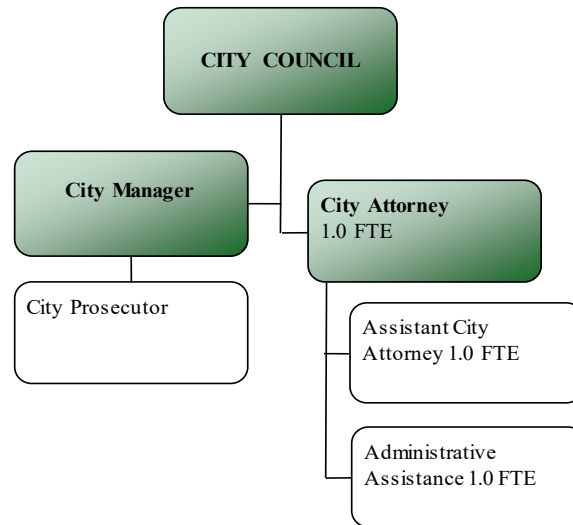 CITY COUNCIL
City Manager
City Attorney
1.0 FTE
City Prosecutor
Assistant City
Attorney 1.0 FTE
Administrative
Assistance 1.0 FTE